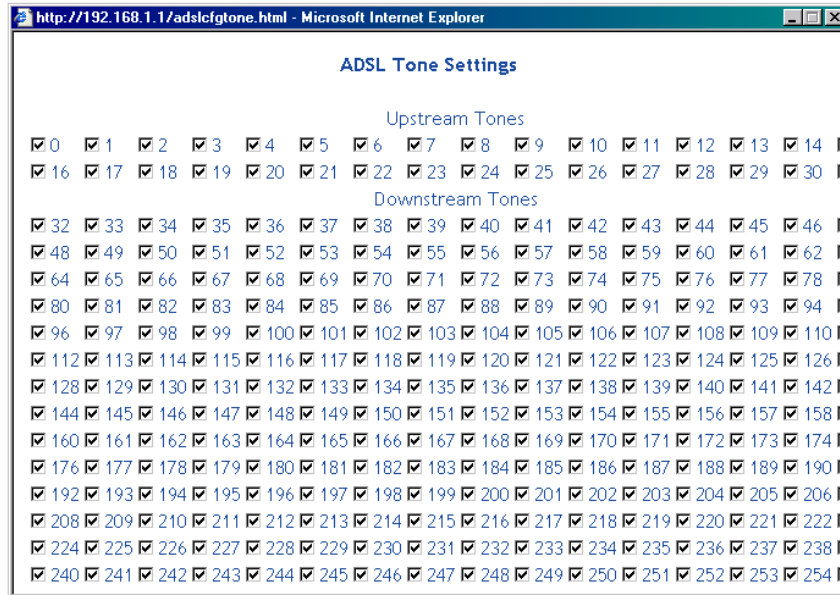 http://192.168.1.1/adslcfgtone.html - Microsoft Internet Explorer
ADSL Tone Settings
Upstream Tones
0 1 2 3 4 5 6 7 8 9 10 11 12 13 14
16 17 18 19 20 21 22 23 24 25 26 27 28 29 30
Downstream Tones
32 33 34 35 36 37 38 39 40 41 42 43 44 45 46
48 49 50 51 52 53 54 55 56 57 58 59 60 61 62
64 65 66 67 68 69 70 71 72 73 74 75 76 77 78
80 81 82 83 84 85 86 87 88 89 90 91 92 93 94
96 97 98 99 100 101 102 103 104 105 106 107 108 109 110
112 113 114 115 116 117 118 119 120 121 122 123 124 125 126
128 129 130 131 132 133 134 135 136 137 138 139 140 141 142
144 145 146 147 148 149 150 151 152 153 154 155 156 157 158
160 161 162 163 164 165 166 167 168 169 170 171 172 173 174
176 177 178 179 180 181 182 183 184 185 186 187 188 189 190
192 193 194 195 196 197 198 199 200 201 202 203 204 205 206
208 209 210 211 212 213 214 215 216 217 218 219 220 221 222
224 225 226 227 228 229 230 231 232 233 234 235 236 237 238
240 241 242 243 244 245 246 247 248 249 250 251 252 253 254